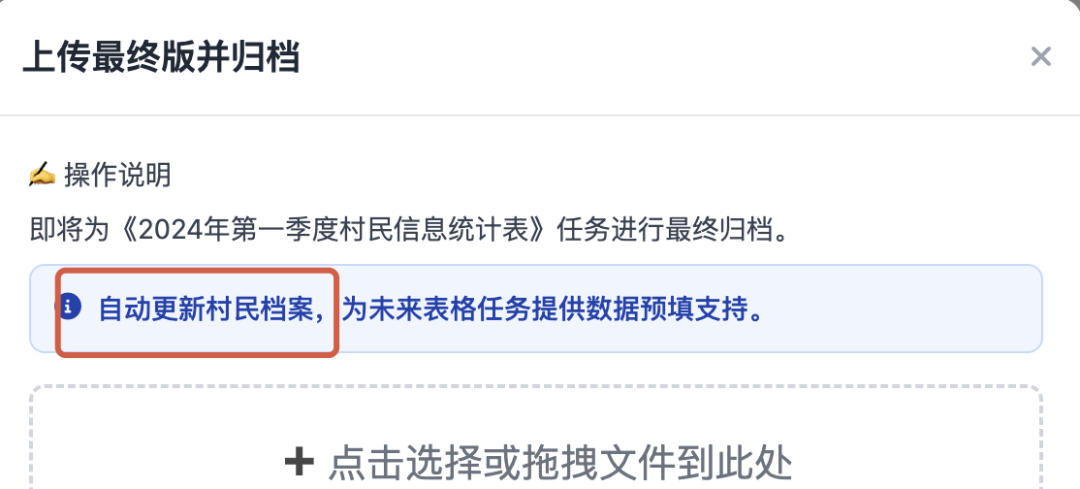 上传最终版并归档
✍️ 操作说明
即将为《2024年第一季度村民信息统计表》任务进行最终归档。
自动更新村民档案，为未来表格任务提供数据预填支持。
+ 点击选择或拖拽文件到此处